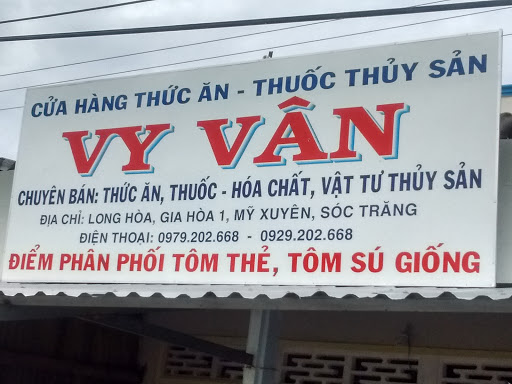 CỬA HÀNG THỨC ĂN - THUỐC THỦY SẢN
VY VÂN
CHUYÊN BÁN: THỨC ĂN, THUỐC - HÓA CHẤT, VẬT TƯ THỦY SẢN
ĐỊA CHỈ: LONG HÒA, GIA HÒA 1, MỸ XUYÊN, SÓC TRĂNG
ĐIỆN THOẠI: 0979.202.668 - 0929.202.668
ĐIỂM PHÂN PHỐI TÔM THẺ, TÔM SÚ GIỐNG